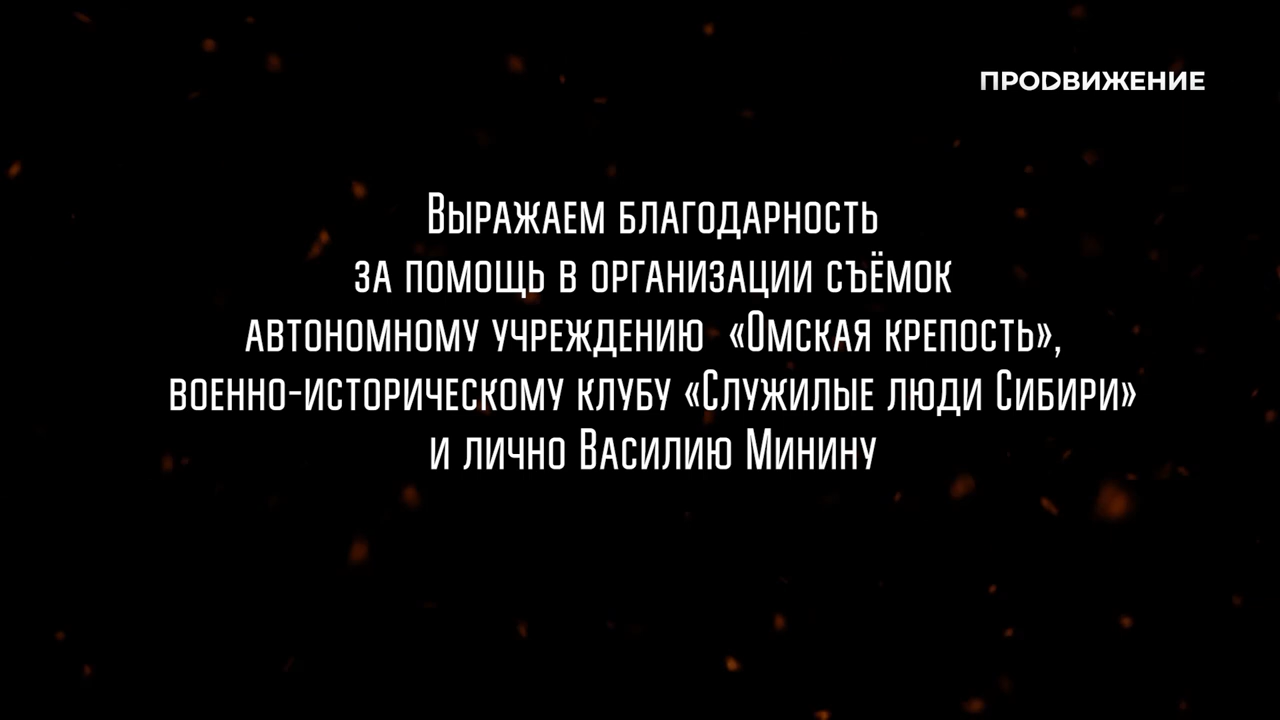 ПРОDВИЖЕНИЕ
Выражаем благодарность
за помощь в организации съёмок
автономному учреждению «Омская крепость»,
военно-историческому клубу «Служилые люди Сибири»
и лично Василию Минину